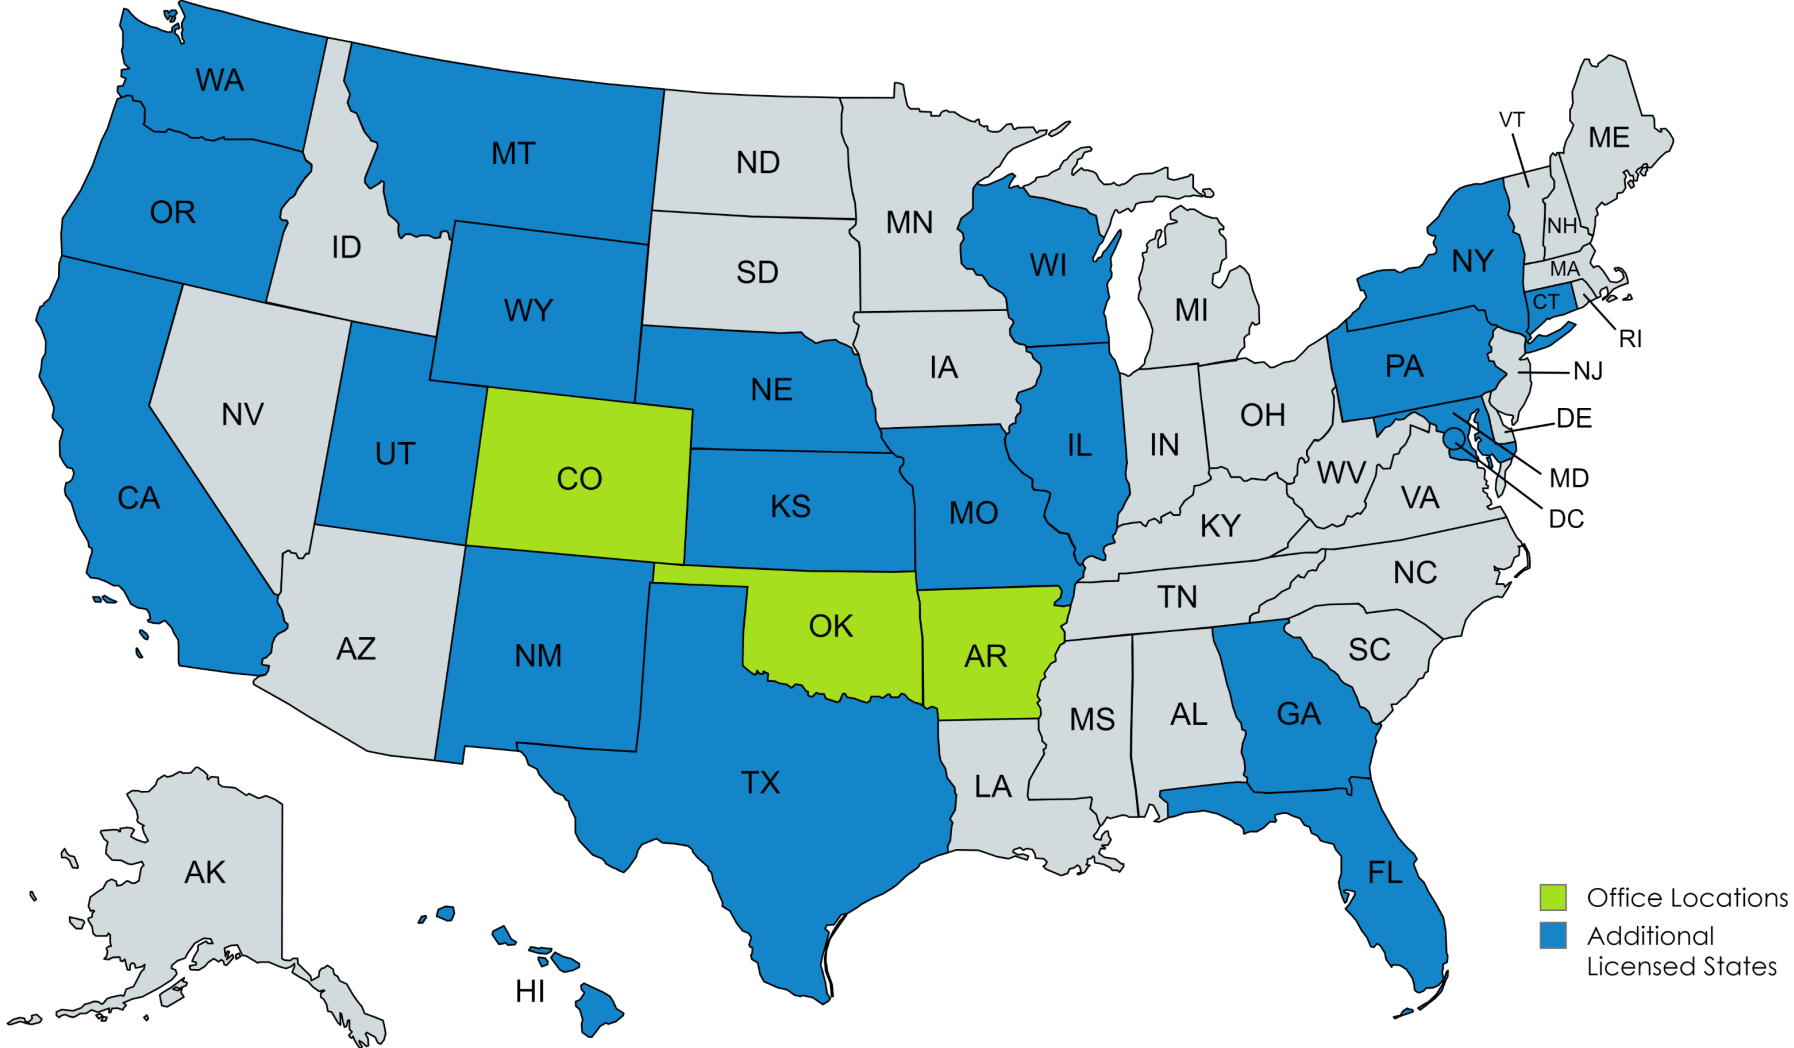 WA
MT
ND
MN
VT
ME
OR
ID
SD
WI
MI
NY
NH
MA
CT
RI
WY
IA
PA
NJ
NE
NV
UT
CO
IL
IN
OH
DE
MD
DC
CA
KS
MO
WV
VA
KY
NC
TN
AZ
NM
OK
AR
SC
MS
AL
GA
TX
LA
AK
FL
HI
Office Locations
Additional
Licensed States